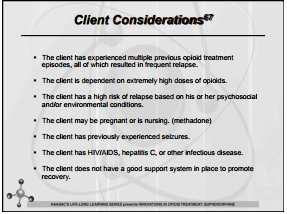 Client Considerations67
• The client has experienced multiple previous opioid treatment
episodes, all of which resulted in frequent relapse.
• The client is dependent on extremely high doses of opioids.
• The client has a high risk of relapse based on his or her psychosocial
and/or environmental conditions.
• The client may be pregnant or is nursing. (methadone)
• The client has previously experienced seizures.
• The client has HIV/AIDS, hepatitis C, or other infectious disease.
• The client does not have a good support system in place to promote
recovery.
NAADAC'S LIFE-LONG LEARNING SERIES presents: INNOVATIONS IN OPIOID TREATMENT: BUPRENORPHINE